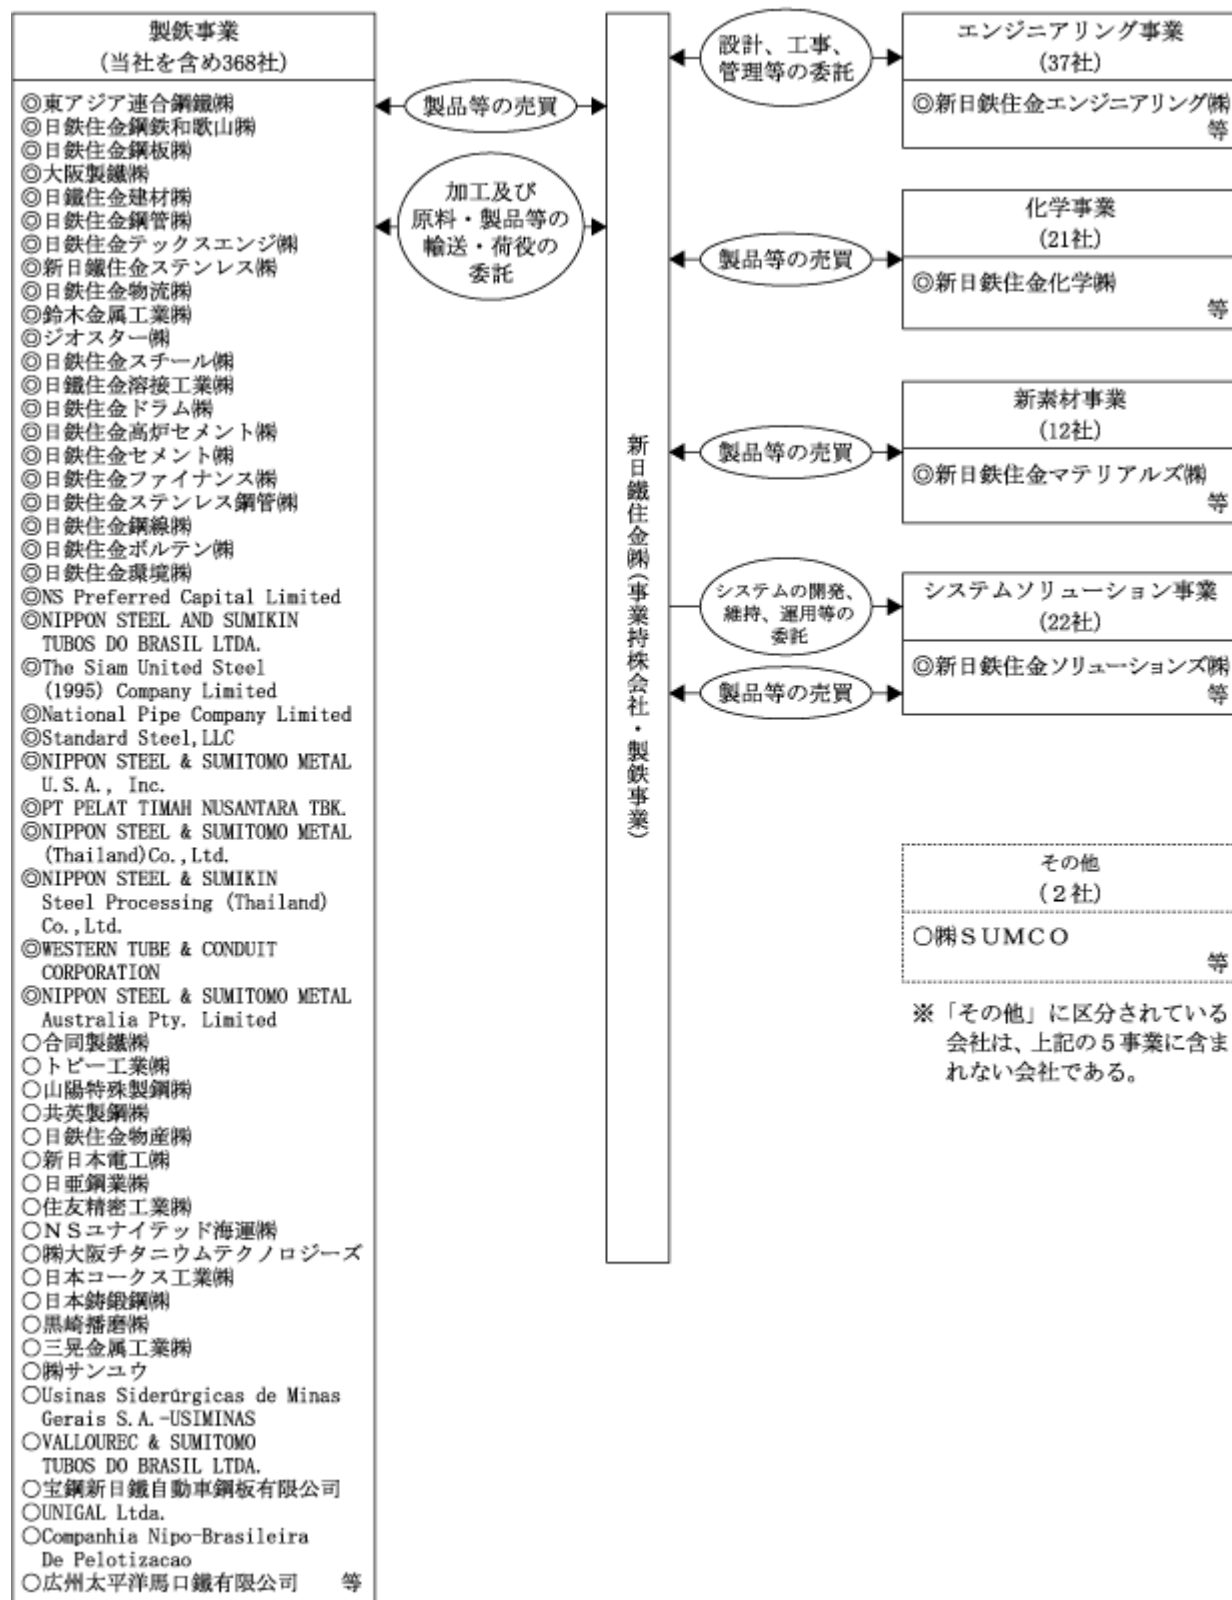 製鉄事業
(当社を含め368社)
◎東アジア連合鋼鐵㈱
◎日鉄住金鋼鉄和歌山㈱
◎日鉄住金鋼板㈱
◎大阪製鐵㈱
◎日鐵住金建材㈱
◎日鉄住金鋼管㈱
◎日鉄住金テックスエンジ㈱
◎新日鐵住金ステンレス㈱
◎日鉄住金物流㈱
◎鈴木金属工業㈱
◎ジオスター㈱
◎日鉄住金スチール㈱
◎日鐵住金溶接工業㈱
◎日鉄住金ドラム㈱
◎日鉄住金高炉セメント㈱
◎日鉄住金セメント㈱
◎日鉄住金ファイナンス㈱
◎日鉄住金ステンレス鋼管㈱
◎日鉄住金鋼線㈱
◎日鉄住金ボルテン㈱
◎日鉄住金環境㈱
◎NS Preferred Capital Limited
◎NIPPON STEEL AND SUMIKIN
TUBOS DO BRASIL LTDA.
◎The Siam United Steel
(1995) Company Limited
◎National Pipe Company Limited
◎Standard Steel,LLC
◎NIPPON STEEL & SUMITOMO METAL
U.S.A., Inc.
◎PT PELAT TIMAH NUSANTARA TBK.
◎NIPPON STEEL & SUMITOMO METAL
(Thailand)Co.,Ltd.
◎NIPPON STEEL & SUMIKIN
Steel Processing (Thailand)
Co.,Ltd.
◎WESTERN TUBE & CONDUIT
CORPORATION
◎NIPPON STEEL & SUMITOMO METAL
Australia Pty. Limited
○合同製鐵㈱
○トピー工業㈱
○山陽特殊製鋼㈱
○共英製鋼㈱
○日鉄住金物産㈱
○新日本電工㈱
○日亜鋼業㈱
○住友精密工業㈱
○NSユナイテッド海運㈱
○㈱大阪チタニウムテクノロジーズ
○日本コークス工業㈱
○日本鋳鍛鋼㈱
○黒崎播磨㈱
○三晃金属工業㈱
○㈱サンユウ
○Usinas Siderúrgicas de Minas
Gerais S.A.-USIMINAS
○VALLOUREC & SUMITOMO
TUBOS DO BRASIL LTDA.
○宝鋼新日鐵自動車鋼板有限公司
○UNIGAL Ltda.
○Companhia Nipo-Brasileira
De Pelotizacao
○広州太平洋馬口鐵有限公司 等
製品等の売買
加工及び
原料・製品等の
輸送・荷役の
委託
新日鐵住金㈱(事業持株会社・製鉄事業)
設計、工事、
管理等の委託
製品等の売買
製品等の売買
システムの開発、
維持、運用等の
委託
製品等の売買
エンジニアリング事業
(37社)
◎新日鉄住金エンジニアリング㈱
等
化学事業
(21社)
◎新日鉄住金化学㈱
等
新素材事業
(12社)
◎新日鉄住金マテリアルズ㈱
等
システムソリューション事業
(22社)
◎新日鉄住金ソリューションズ㈱
等
その他
(2社)
○㈱SUMCO
等
※「その他」に区分されている
会社は、上記の5事業に含ま
れない会社である。